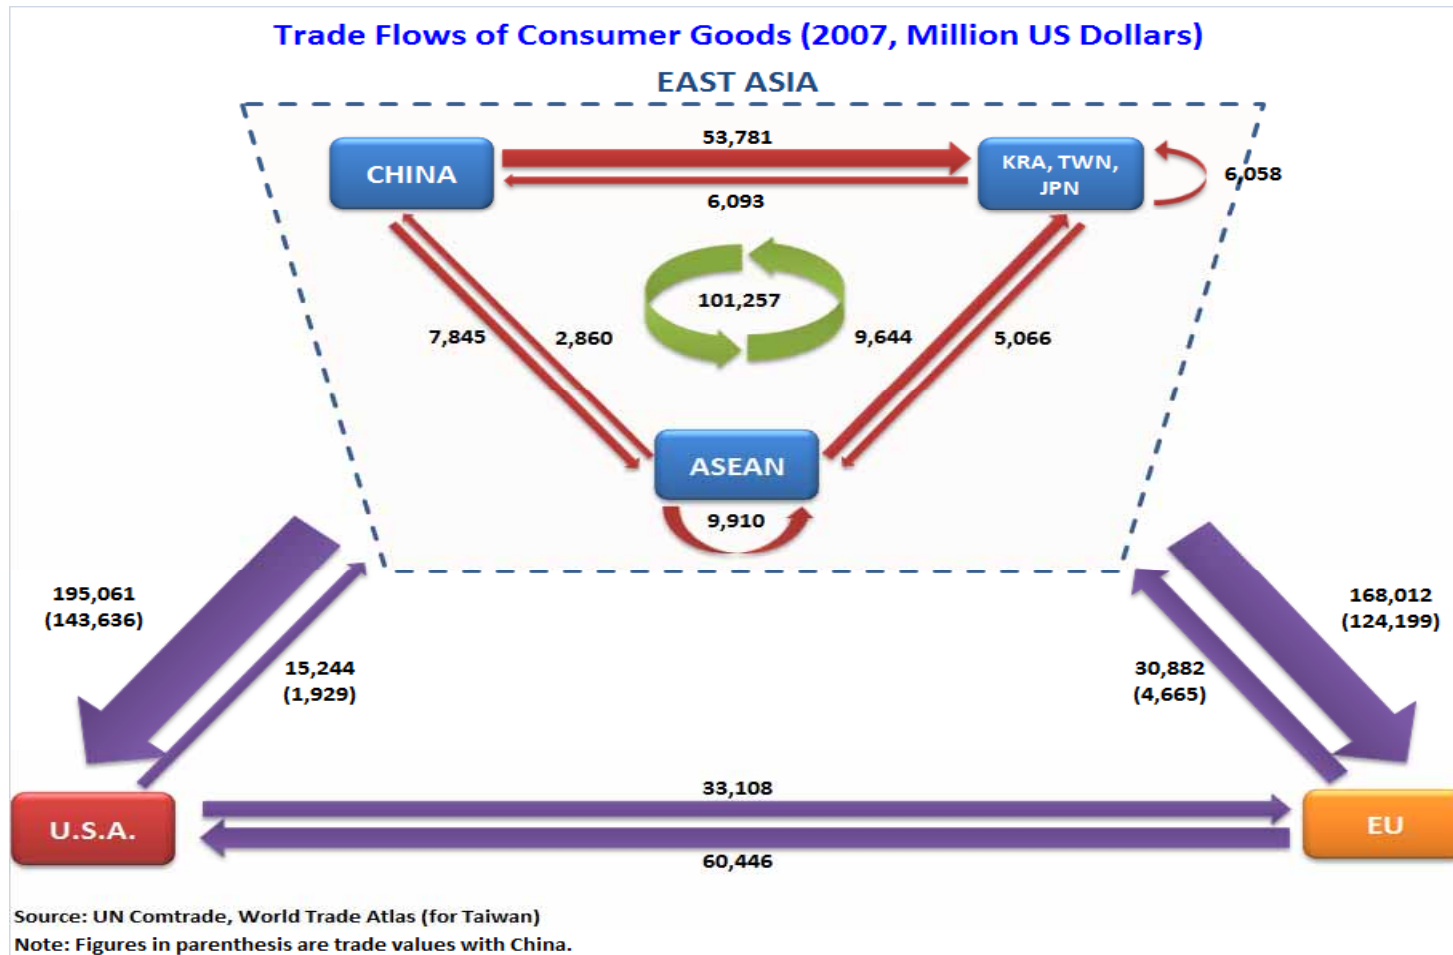 Trade Flows of Consumer Goods (2007, Million US Dollars)
EAST ASIA
53,781
CHINA
KRA, TWN,
JPN
6,058
6,093
101,257
7,845
2,860
9,644
5,066
ASEAN
9,910
195,061
(143,636)
168,012
(124,199)
15,244
(1,929)
30,882
(4,665)
33,108
U.S.A.
EU
60,446
Source: UN Comtrade, World Trade Atlas (for Taiwan)
Note: Figures in parenthesis are trade values with China.